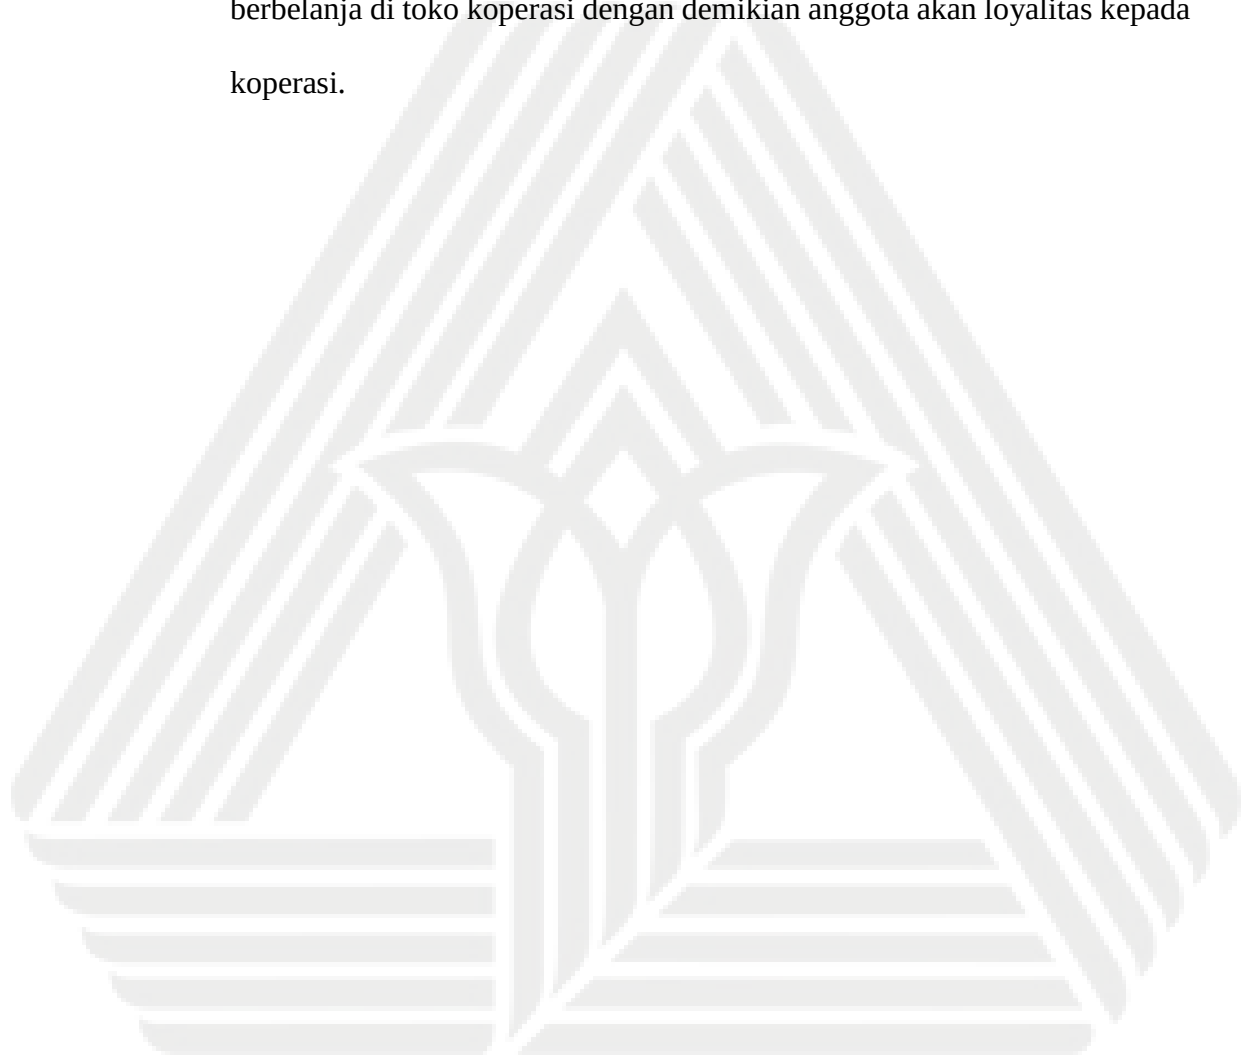 berbelanja di toko koperasi dengan demikian anggota akan loyalitas kepada
koperasi.